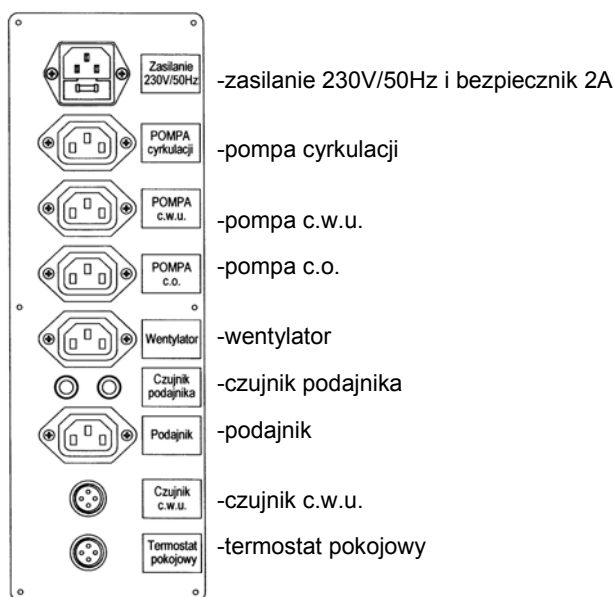 Zasilanie
230V/50Hz
-zasilanie 230V/50Hz i bezpiecznik 2A
POMPA
cyrkulacji
-pompa cyrkulacji
POMPA
c.w.u.
-pompa c.w.u.
POMPA
c.o.
-pompa c.o.
Wentylator
-wentylator
Czujnik
podajnika
-czujnik podajnika
Podajnik
-podajnik
Czujnik
c.w.u.
-czujnik c.w.u.
Termostat
pokojowy
-termostat pokojowy